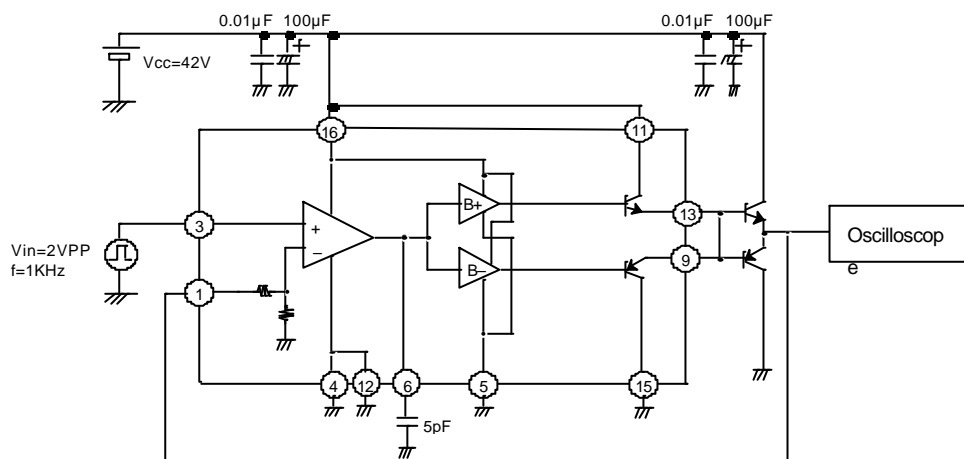 0.01µF 100µF
0.01µF 100µF
+
+
Vcc=42V
16
11
B+
13
3
+
Vin=2VPP
f=1KHz
–
B–
9
Oscilloscop
e
1
4
12
6
5
15
5pF